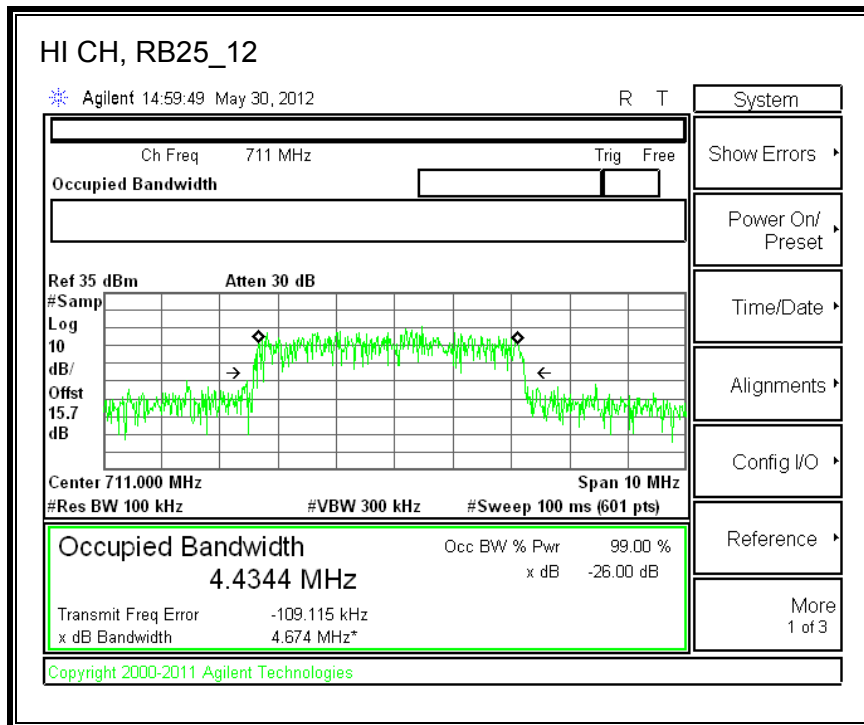 HI CH, RB25_12
Agilent 14:59:49 May 30, 2012 R T
Ch Freq 711 MHz Trig Free
Occupied Bandwidth
Ref 35 dBm Atten 30 dB
#Samp
Log
10
dB/
Offst
15.7
dB
Center 711.000 MHz Span 10 MHz
#Res BW 100 kHz #VBW 300 kHz #Sweep 100 ms (601 pts)
Occupied Bandwidth
4.4344 MHz
Occ BW % Pwr 99.00 %
x dB -26.00 dB
Transmit Freq Error -109.115 kHz
x dB Bandwidth 4.674 MHz*
Copyright 2000-2011 Agilent Technologies
System
Show Errors
Power On/
Preset
Time/Date
Alignments
Config I/O
Reference
More
1 of 3